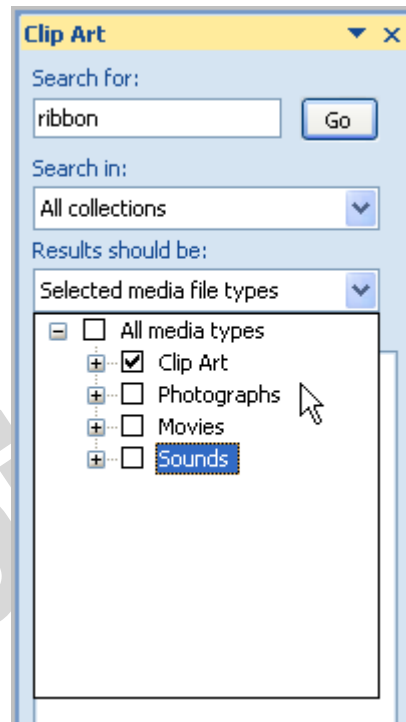 Clip Art
Search for:
ribbon
Go
Search in:
All collections
Results should be:
Selected media file types
All media types
Clip Art
Photographs
Movies
Sounds